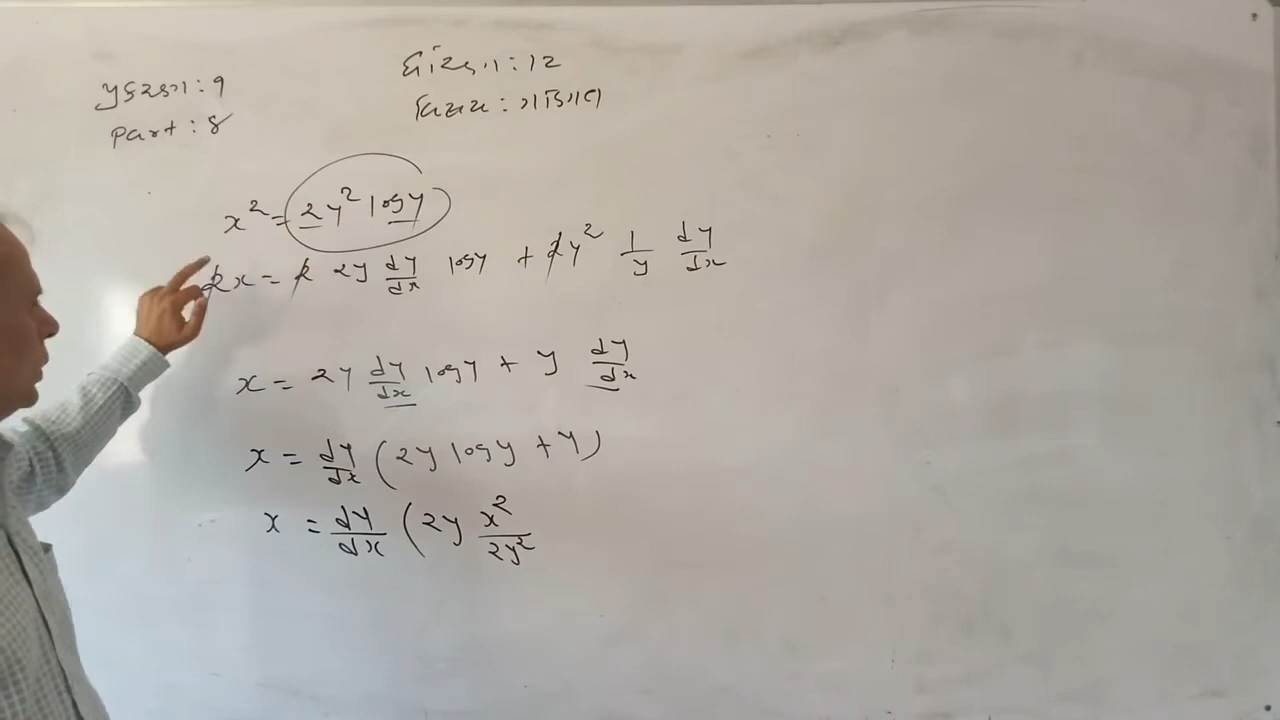 પ્રકરણ : 9
Part : 8
ધોરણ : 12
વિષય : ગણિત
x² = 2y² log y
2x = 2 2y dy/dx log y + 2y² 1/y dy/dx
x = 2y dy/dx log y + y dy/dx
x = dy/dx (2y log y + y)
x = dy/dx (2y x²/2y²